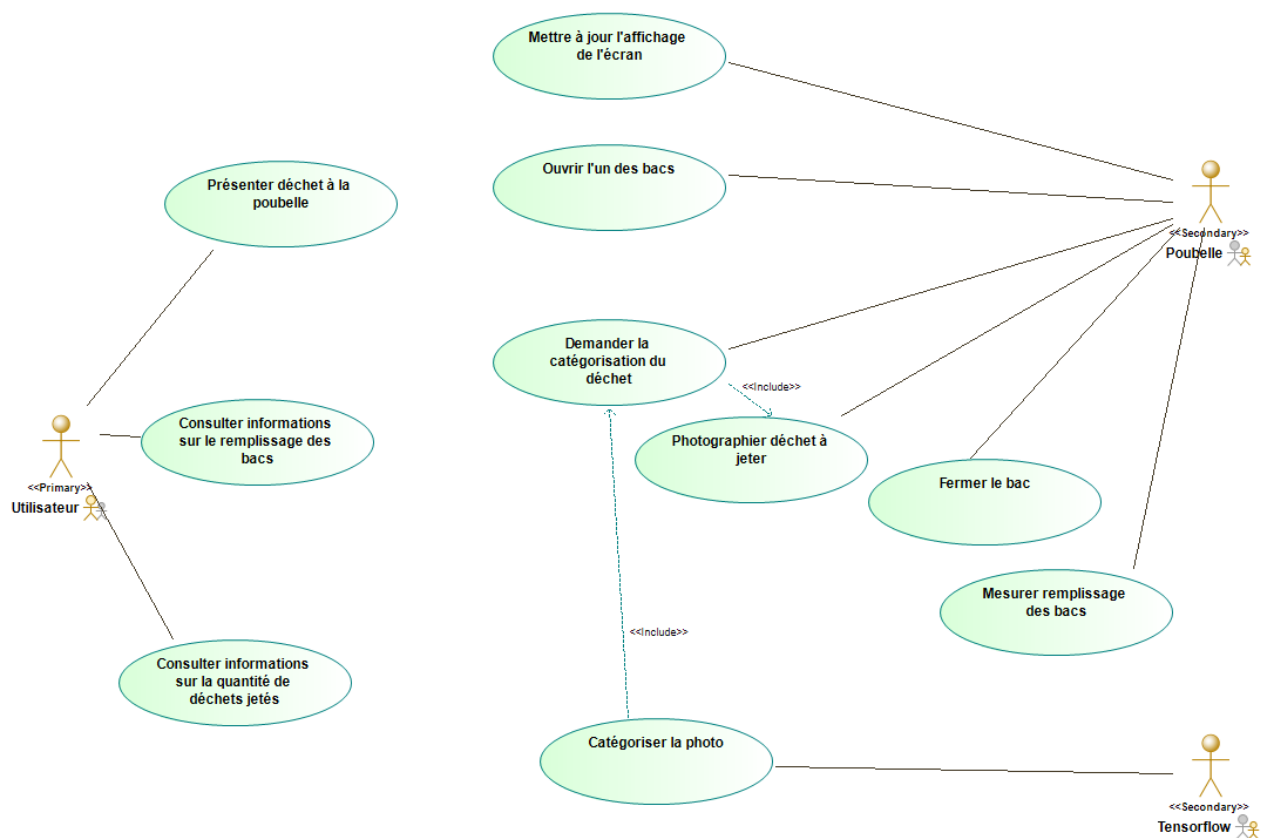 Mettre à jour l'affichage
de l'écran
Ouvrir l'un des bacs
Présenter déchet à la
poubelle
<<Secondary>>
Poubelle
Demander la
catégorisation du
déchet
<<Include>>
Consulter informations
sur le remplissage des
bacs
Photographier déchet à
jeter
<<Primary>>
Utilisateur
Fermer le bac
Mesurer remplissage
des bacs
<<Include>>
Consulter informations
sur la quantité de
déchets jetés
Catégoriser la photo
<<Secondary>>
Tensorflow